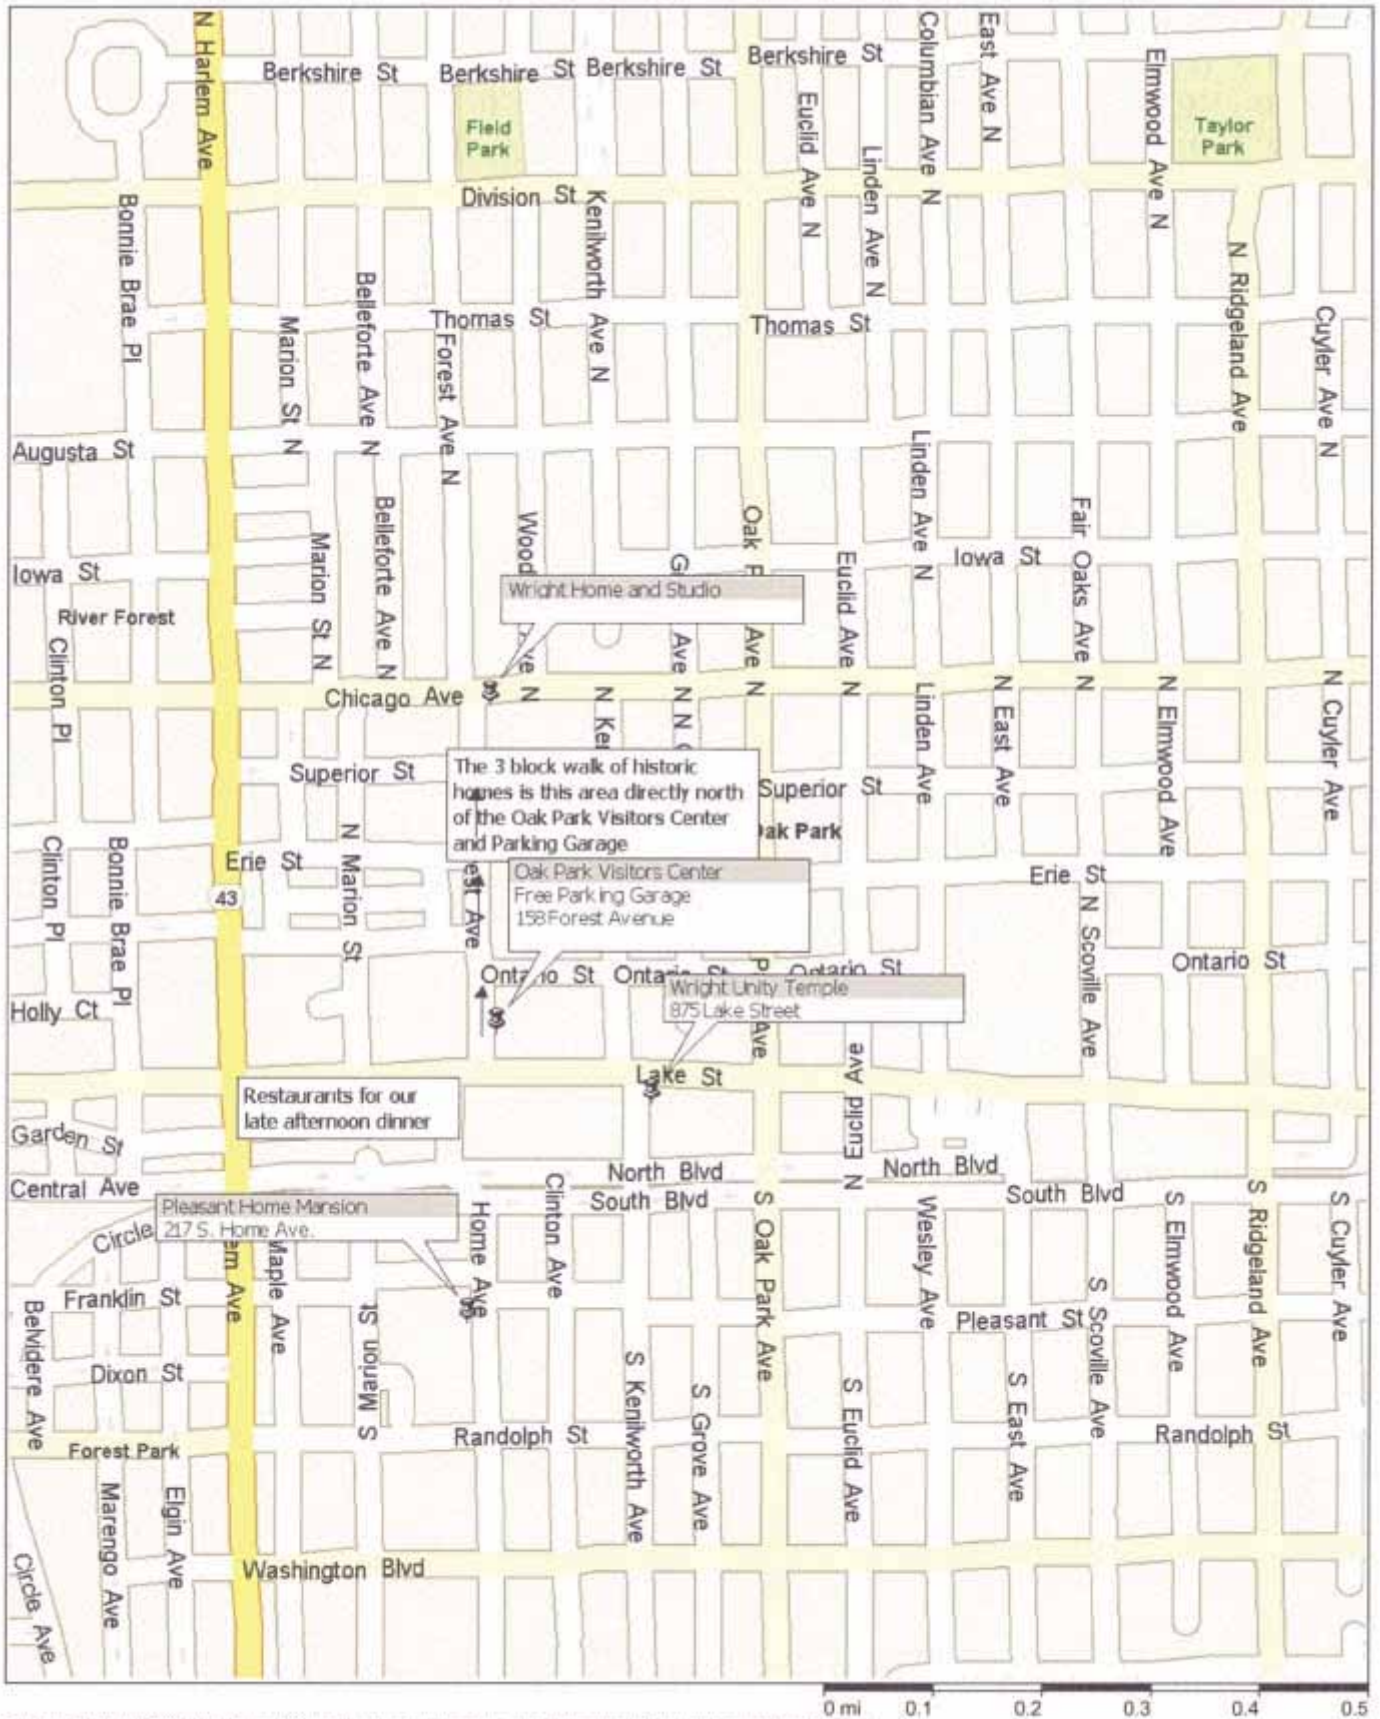 Berkshire St
Berkshire St
Berkshire St
Berkshire St
N Harlem Ave
Columbian Ave N
East Ave N
Elmwood Ave N
Field Park
Taylor Park
Euclid Ave N
Linden Ave N
Division St
Kenilworth Ave N
Bonnie Brae Pl
N Ridgeland Ave
Belleforte Ave N
Marion St N
Thomas St
Thomas St
Forest Ave N
Cuyler Ave N
Augusta St
Linden Ave N
Belleforte Ave N
Marion St N
Fair Oaks Ave N
Euclid Ave N
Iowa St
Iowa St
Wright Home and Studio
River Forest
Clinton Pl
Ave N
Ave N
Chicago Ave
Linden Ave
N East Ave
N Elmwood Ave
N Cuyler Ave
The 3 block walk of historic
homes is this area directly north
of the Oak Park Visitors Center
and Parking Garage
Superior St
Superior St
Oak Park
N Marion St
Clinton Pl
Bonnie Brae Pl
Erie St
Erie St
43
Oak Park Visitors Center
Free Parking Garage
158 Forest Avenue
N Scoville Ave
Ontario St
Ontario St
Ontario St
Ontario St
Wright Unity Temple
875 Lake Street
Holly Ct
Ave
N Euclid Ave
Lake St
Restaurants for our
late afternoon dinner
Garden St
Central Ave
North Blvd
North Blvd
South Blvd
South Blvd
Pleasant Home Mansion
217 S. Home Ave.
Circle
Home Ave
Clinton Ave
S Oak Park Ave
Wesley Ave
S Elmwood Ave
S Ridgeland Ave
S Cuyler Ave
Maple Ave
Franklin St
Belvidere Ave
S Marion St
Pleasant St
S Scoville Ave
Dixon St
S Kenilworth Ave
S Grove Ave
S Euclid Ave
S East Ave
Randolph St
Randolph St
Forest Park
Marengo Ave
Elgin Ave
Circle Ave
Washington Blvd
0 mi 0.1 0.2 0.3 0.4 0.5